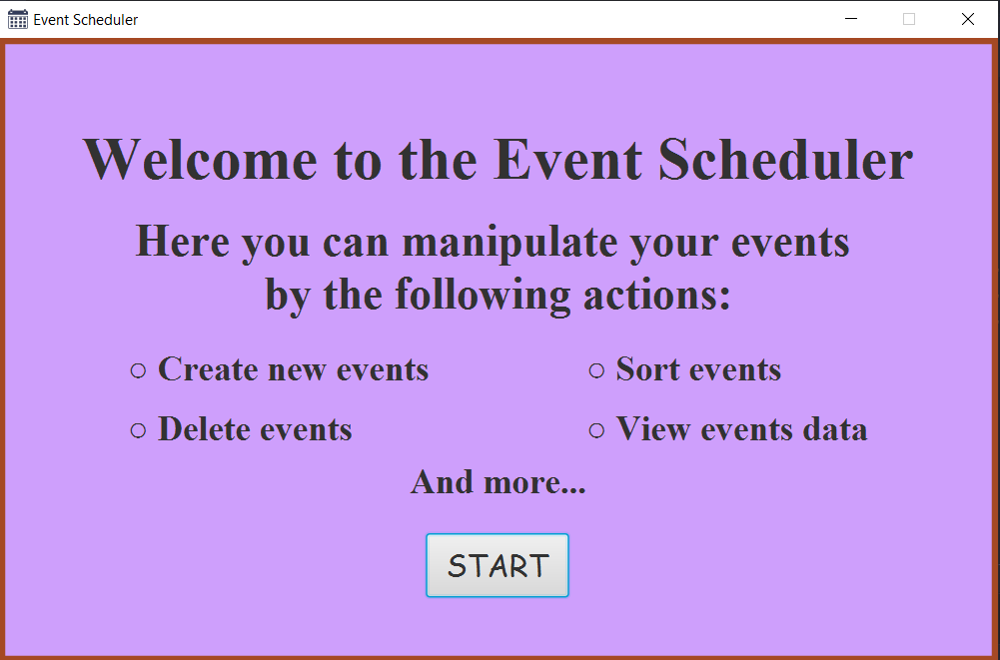 Event Scheduler
Welcome to the Event Scheduler
Here you can manipulate your events
by the following actions:
○ Create new events
○ Sort events
○ Delete events
○ View events data
And more...
START